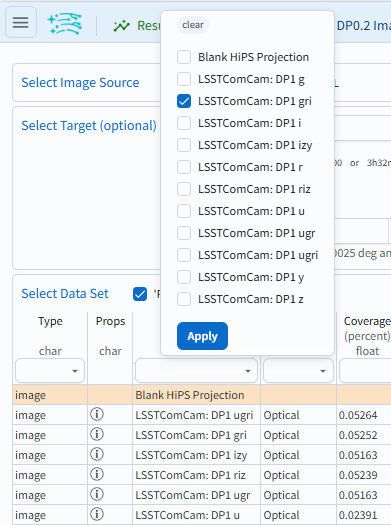 clear
Resu
DP0.2 Ima
Blank HiPS Projection
LSSTComCam: DP1 g
LSSTComCam: DP1 gri
LSSTComCam: DP1 i
LSSTComCam: DP1 izy
LSSTComCam: DP1 r
LSSTComCam: DP1 riz
LSSTComCam: DP1 u
LSSTComCam: DP1 ugr
LSSTComCam: DP1 ugri
LSSTComCam: DP1 y
LSSTComCam: DP1 z
Apply
Select Image Source
L
Select Target (optional)
00 or 3h32m
0025 deg an
Select Data Set
Type Props Coverage
(percent)
char char float
image Blank HiPS Projection
image LSSTComCam: DP1 ugri Optical 0.05264
image LSSTComCam: DP1 gri Optical 0.05252
image LSSTComCam: DP1 izy Optical 0.05163
image LSSTComCam: DP1 riz Optical 0.05239
image LSSTComCam: DP1 ugr Optical 0.05163
image LSSTComCam: DP1 u Optical 0.02391